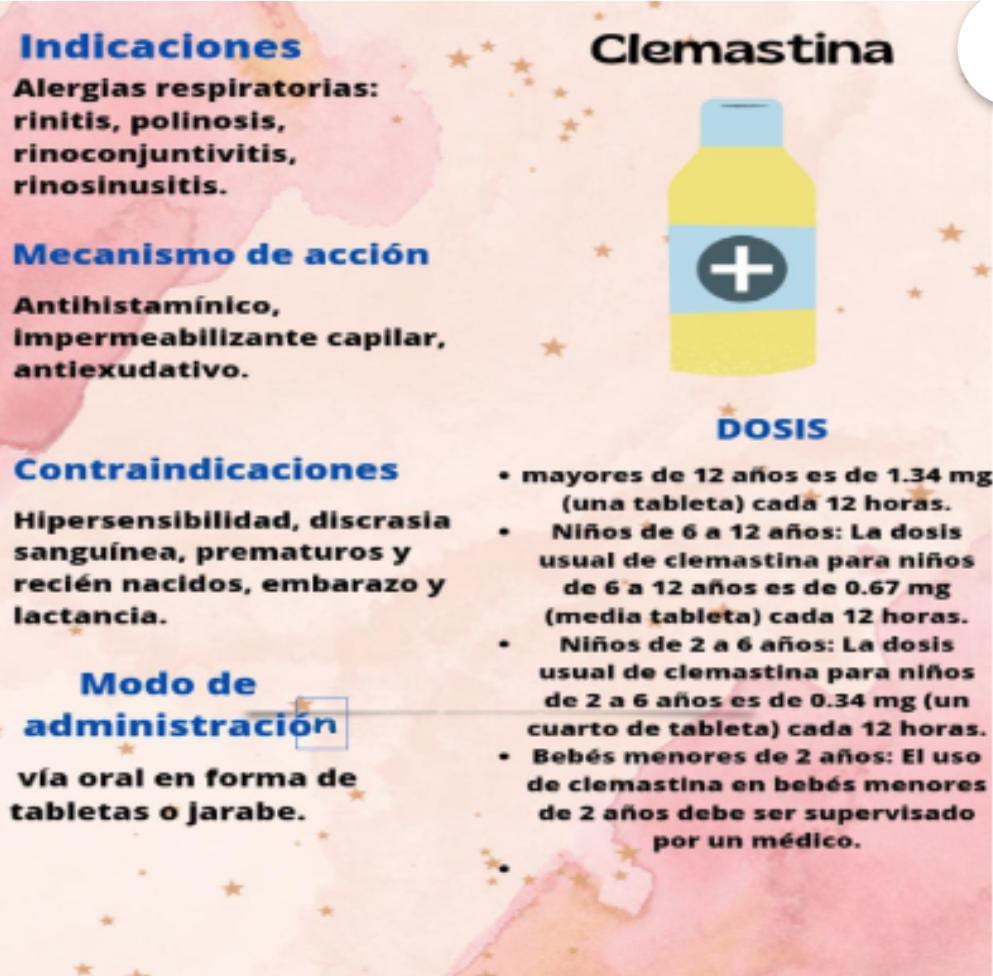 Indicaciones
Alergias respiratorias:
rinitis, polinosis,
rinoconjuntivitis,
rinosinusitis.
Mecanismo de acción
Antihistamínico,
impermeabilizante capilar,
antiexudativo.
Contraindicaciones
Hipersensibilidad, discrasia
sanguínea, prematuros y
recién nacidos, embarazo y
lactancia.
Modo de
administración
vía oral en forma de
tabletas o jarabe.
Clemastina
DOSIS
• mayores de 12 años es de 1.34 mg
(una tableta) cada 12 horas.
• Niños de 6 a 12 años: La dosis
usual de clemastina para niños
de 6 a 12 años es de 0.67 mg
(media tableta) cada 12 horas.
• Niños de 2 a 6 años: La dosis
usual de clemastina para niños
de 2 a 6 años es de 0.34 mg (un
cuarto de tableta) cada 12 horas.
• Bebés menores de 2 años: El uso
de clemastina en bebés menores
de 2 años debe ser supervisado
por un médico.
•